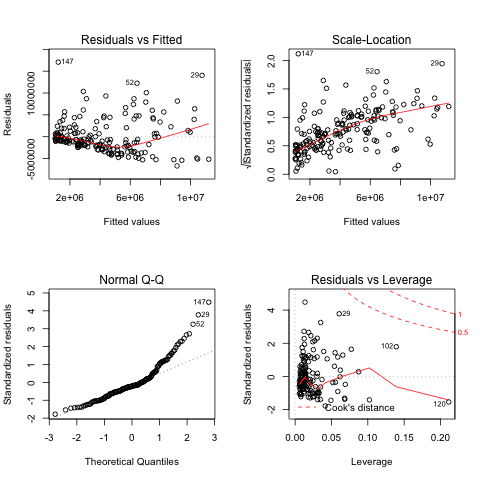 Residuals vs Fitted
Residuals
-5000000
10000000
147
52
29
2e+06
6e+06
1e+07
Fitted values
Scale-Location
√|Standardized residuals|
0.0
0.5
1.0
1.5
2.0
147
52
29
2e+06
6e+06
1e+07
Fitted values
Normal Q-Q
Standardized residuals
-2
-1
0
1
2
3
4
5
147
29
52
-3
-2
-1
0
1
2
3
Theoretical Quantiles
Residuals vs Leverage
Standardized residuals
-2
0
2
4
29
102
120
1
0.5
Cook's distance
0.00
0.05
0.10
0.15
0.20
Leverage